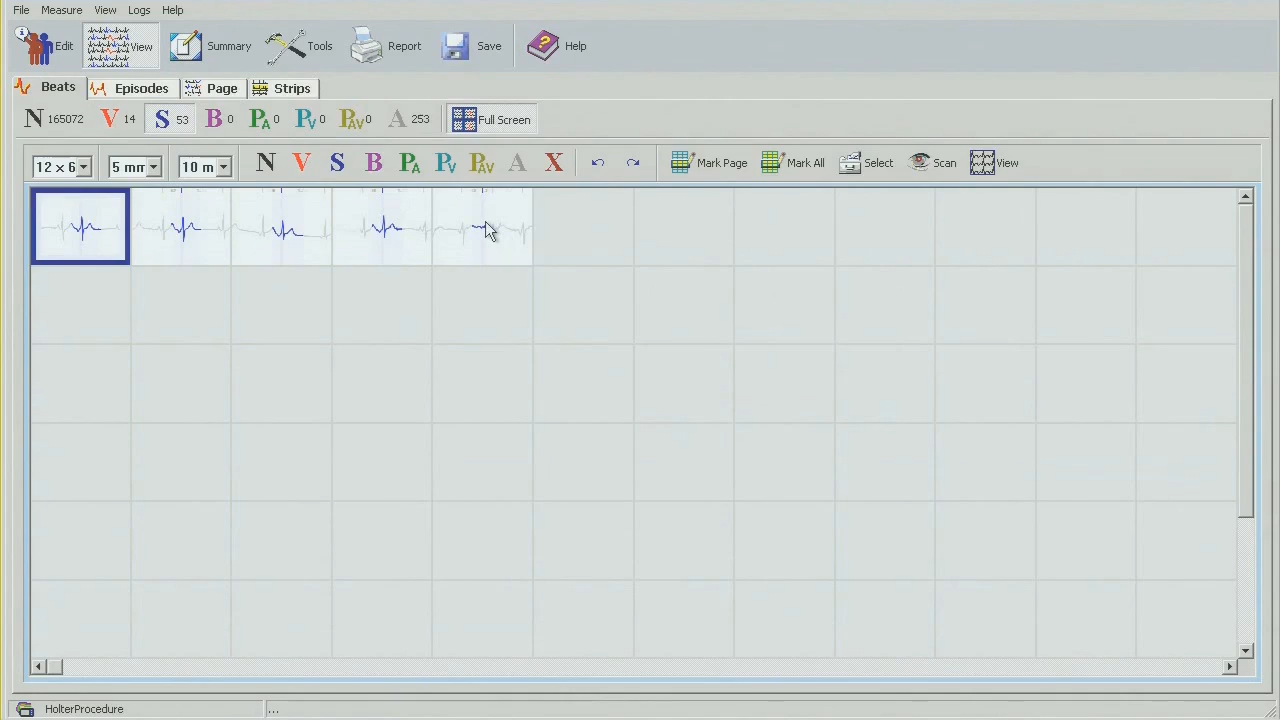 File Measure View Logs Help
Edit View Summary Tools Report Save Help
Beats Episodes Page Strips
N 165072 V 14 S 53 B 0 PA 0 PV 0 PAV 0 A 253 Full Screen
12 x 6 5 mm 10 m N V S B PA PV PAV A X Mark Page Mark All Select Scan View
HolterProcedure ...